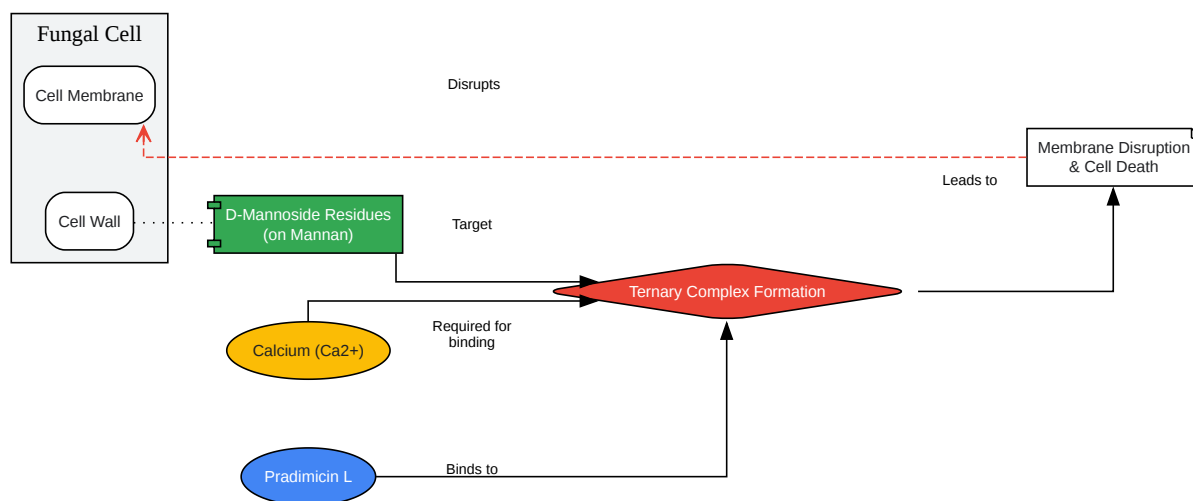 Fungal Cell
Cell Membrane
Disrupts
Membrane Disruption
& Cell Death
Leads to
Cell Wall
D-Mannoside Residues
(on Mannan)
Target
Ternary Complex Formation
Required for
binding
Calcium (Ca2+)
Pradimicin L
Binds to